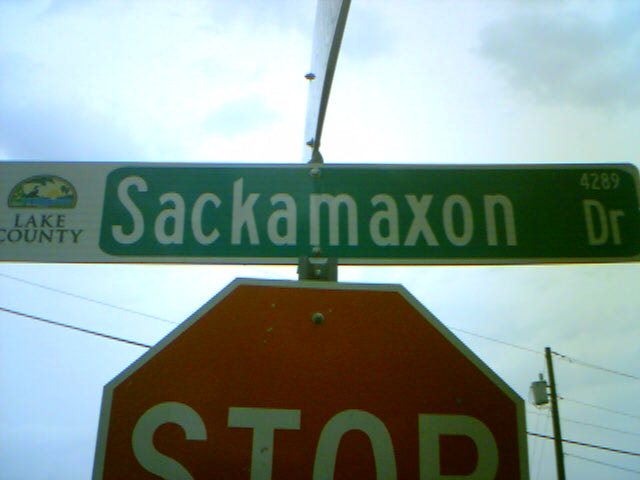 LAKE
COUNTY
Sackamaxon Dr
4289
STOP